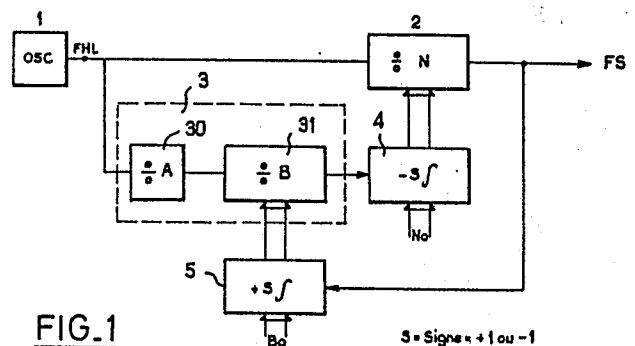 1
OSC
FHL
2
÷ N
FS
3
30
÷ A
31
÷ B
4
-S∫
No
5
+S∫
Bo
FIG_1
S = Signe = +1 ou -1